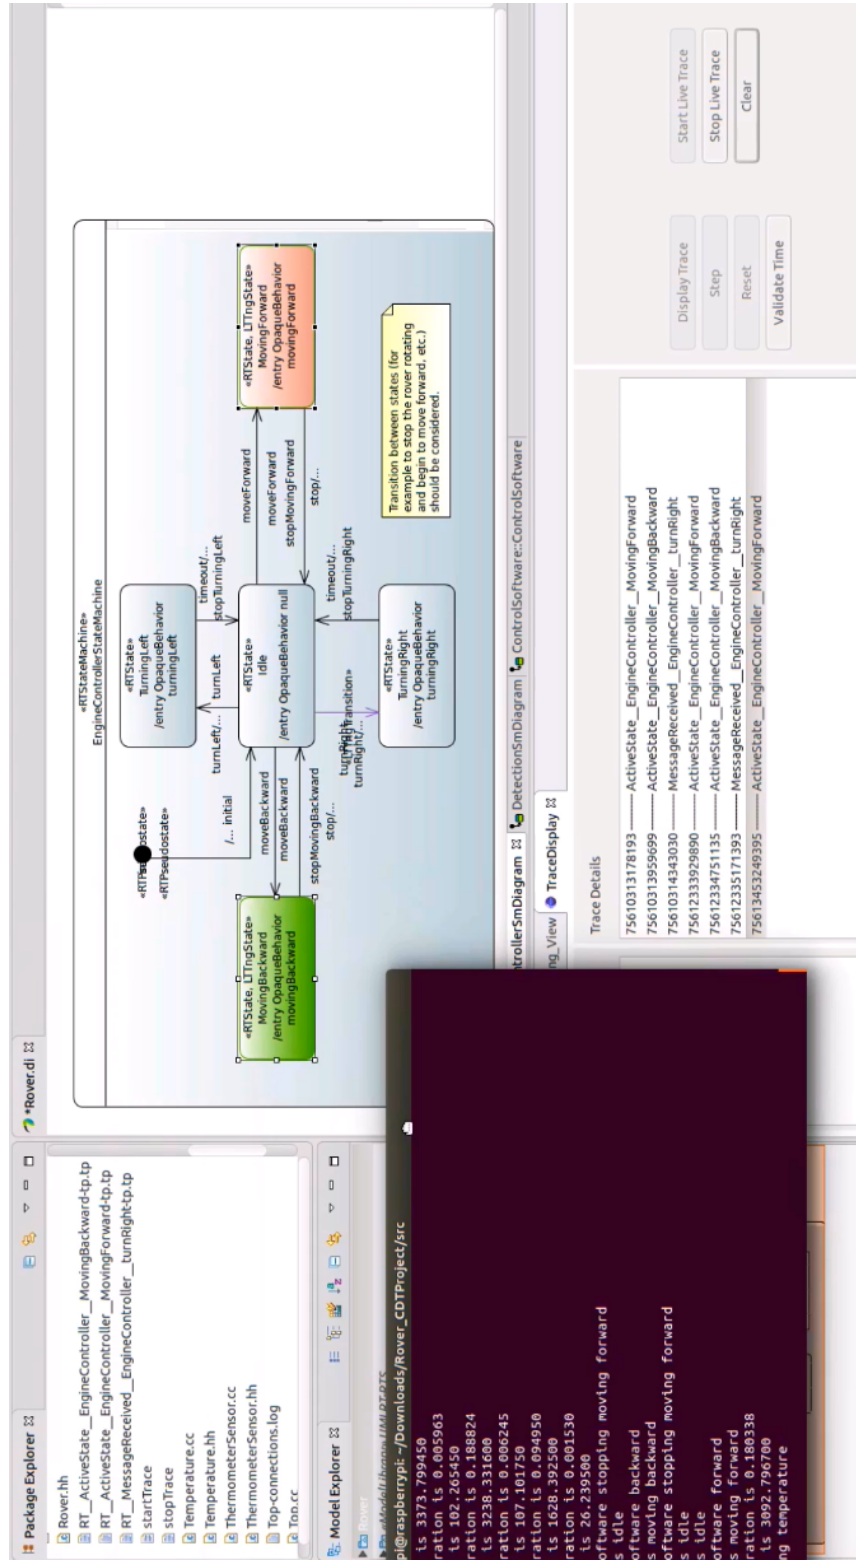 Package Explorer
Rover.hh
RT__ActiveState__EngineController__MovingBackward-tp.tp
RT__ActiveState__EngineController__MovingForward-tp.tp
RT__MessageReceived__EngineController__turnRight-tp.tp
startTrace
stopTrace
Temperature.cc
Temperature.hh
ThermometerSensor.cc
ThermometerSensor.hh
Top-connections.log
Top.cc
Model Explorer
Rover
*Rover.di
«RTStateMachine»
EngineControllerStateMachine
«RTPseudostate»
/... initial
«RTState»
TurningLeft
/entry OpaqueBehavior
turningLeft
turnLeft/...
turnLeft
timeout/...
stopTurningLeft
«RTState, LTTngState»
MovingBackward
/entry OpaqueBehavior
movingBackward
moveBackward
moveBackward
stopMovingBackward
stop/...
«RTState»
Idle
/entry OpaqueBehavior null
moveForward
moveForward
stopMovingForward
stop/...
«RTState, LTTngState»
MovingForward
/entry OpaqueBehavior
movingForward
turnRight/...
timeout/...
stopTurningRight
«RTState»
TurningRight
/entry OpaqueBehavior
turningRight
Transition between states (for
example to stop the rover rotating
and begin to move forward, etc.)
should be considered.
trollerSmDiagram
DetectionSmDiagram
ControlSoftware::ControlSoftware
ng_View
TraceDisplay
Trace Details
75610313178193 ------- ActiveState__EngineController__MovingForward
75610313959699 ------- ActiveState__EngineController__MovingBackward
75610314343030 ------- MessageReceived__EngineController__turnRight
75612333929890 ------- ActiveState__EngineController__MovingForward
75612334751135 ------- ActiveState__EngineController__MovingBackward
75612335171393 ------- MessageReceived__EngineController__turnRight
75613453249395 ------- ActiveState__EngineController__MovingForward
Display Trace
Start Live Trace
Step
Stop Live Trace
Reset
Clear
Validate Time
pi@raspberrypi: ~/Downloads/Rover_CDTProject/src
is 3373.799450
ration is 0.005963
is 102.265450
ration is 0.188824
is 3238.331600
ration is 0.006245
is 107.101750
ration is 0.094950
is 1628.392500
ration is 0.001530
is 26.239500
oftware stopping moving forward
s idle
oftware backward
s moving backward
oftware stopping moving forward
idle
s idle
oftware forward
moving forward
ration is 0.180338
is 3092.796700
g temperature